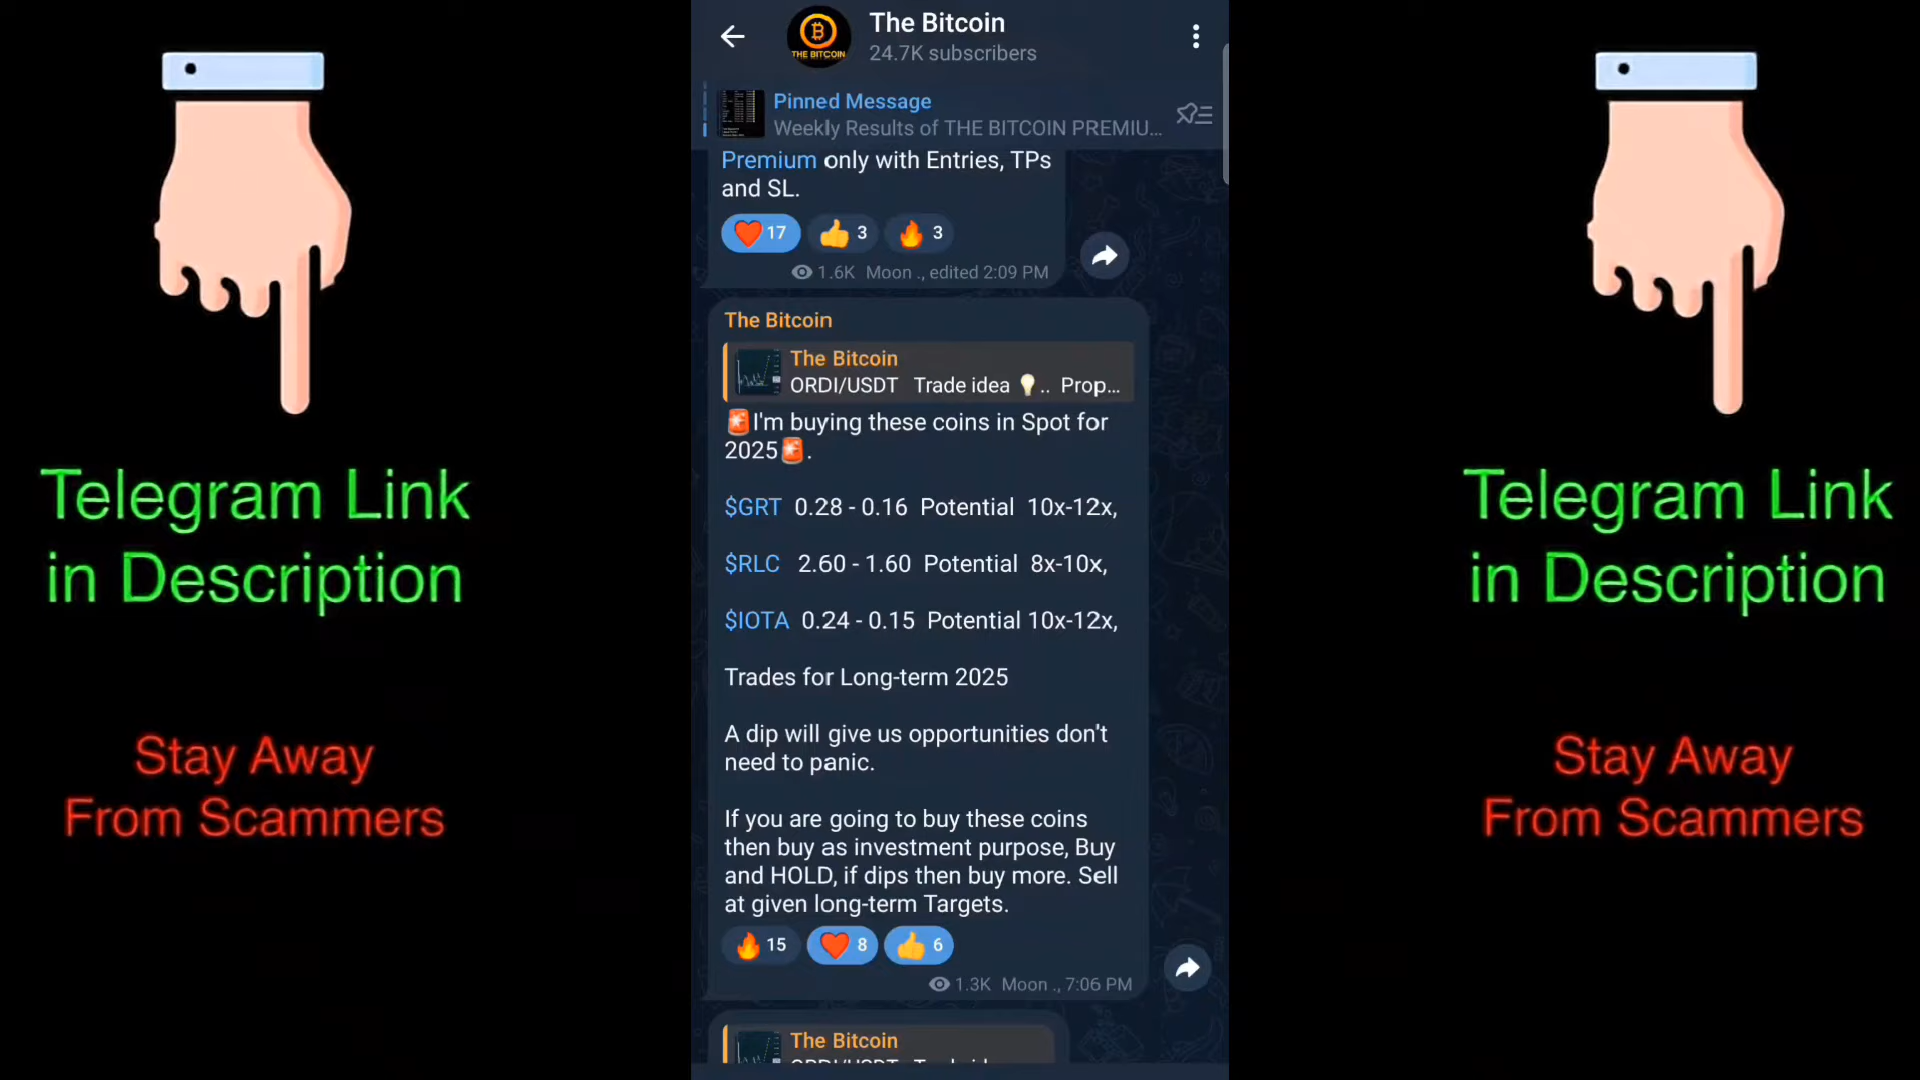 The Bitcoin
24.7K subscribers
THE BITCOIN
Pinned Message
Weekly Results of THE BITCOIN PREMIU...
Premium only with Entries, TPs
and SL.
❤️ 17 👍 3 🔥 3
1.6K Moon ., edited 2:09 PM
The Bitcoin
The Bitcoin
ORDI/USDT Trade idea 💡.. Prop...
🚨I'm buying these coins in Spot for
2025🚨.
$GRT 0.28 - 0.16 Potential 10x-12x,
$RLC 2.60 - 1.60 Potential 8x-10x,
$IOTA 0.24 - 0.15 Potential 10x-12x,
Trades for Long-term 2025
A dip will give us opportunities don't
need to panic.
If you are going to buy these coins
then buy as investment purpose, Buy
and HOLD, if dips then buy more. Sell
at given long-term Targets.
🔥 15 ❤️ 8 👍 6
1.3K Moon ., 7:06 PM
The Bitcoin
Telegram Link
in Description
Stay Away
From Scammers
Telegram Link
in Description
Stay Away
From Scammers